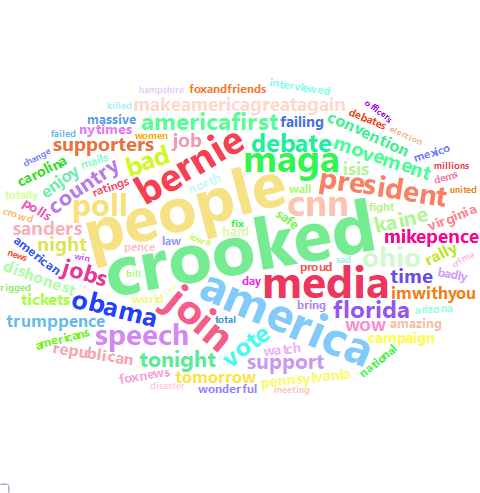 hampshire
foxandfriends
interviewed
killed
makeamericagreatagain
officers
massive
americafirst
failing
debates
convention
election
failed
nytimes
women
job
debate
movement
mexico
supporters
bernie
maga
change
carolina
mails
bad
isis
millions
enjoy
country
ratings
north
president
dems
united
totally
polls
poll
people
wall
cnn
fight
crowd
sanders
crooked
safe
fix
hard
kaine
virginia
night
pence
law
iowa
mikepence
american
win
proud
sad
ohio
rally
crime
news
jobs
bill
media
time
badly
dishonest
day
america
rigged
tickets
obama
world
join
bring
florida
imwithyou
arizona
trumppence
speech
total
vote
wow
amazing
americans
republican
tonight
watch
support
campaign
national
foxnews
tomorrow
pennsylvania
disaster
wonderful
meeting